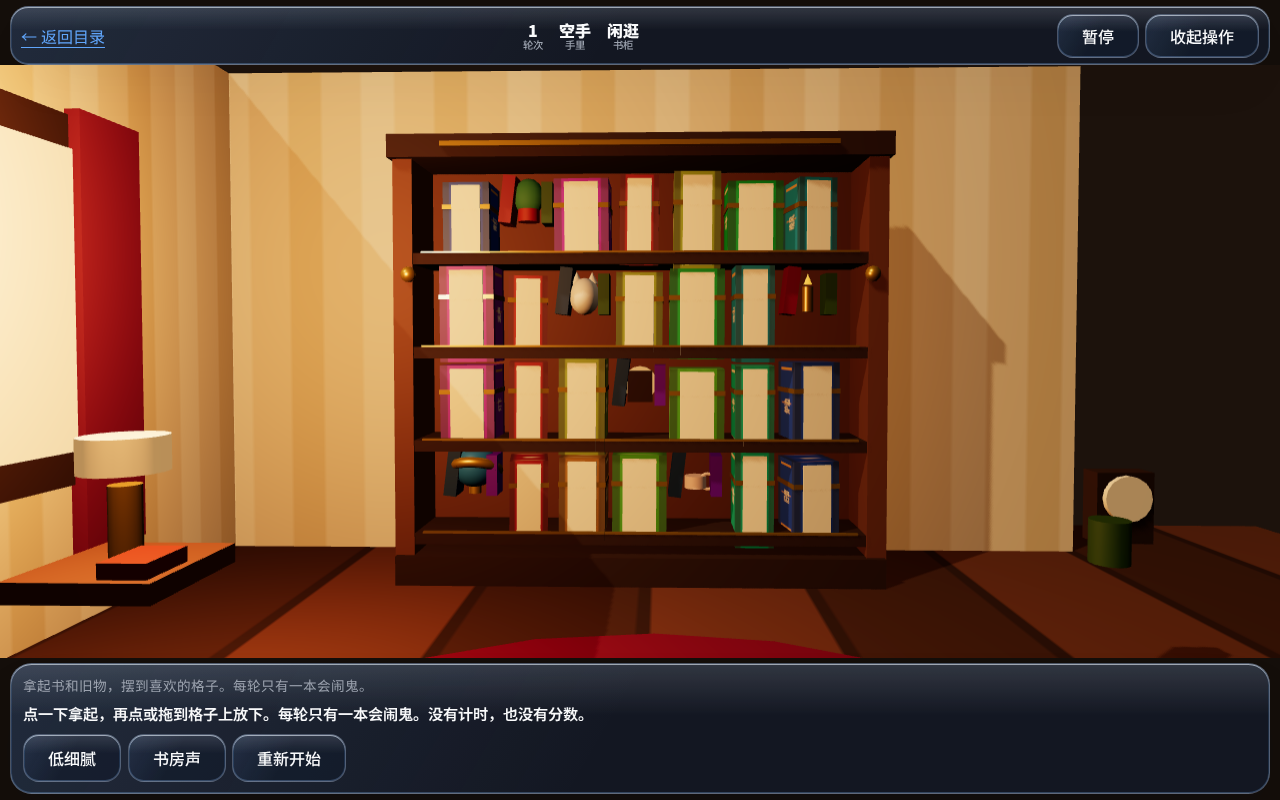 ← 返回目录
1 空手 闲逛
轮次 手里 书柜
暂停
收起操作
拿起书和旧物，摆到喜欢的格子。每轮只有一本会闹鬼。
点一下拿起，再点或拖到格子上放下。每轮只有一本会闹鬼。没有计时，也没有分数。
低细腻
书房声
重新开始